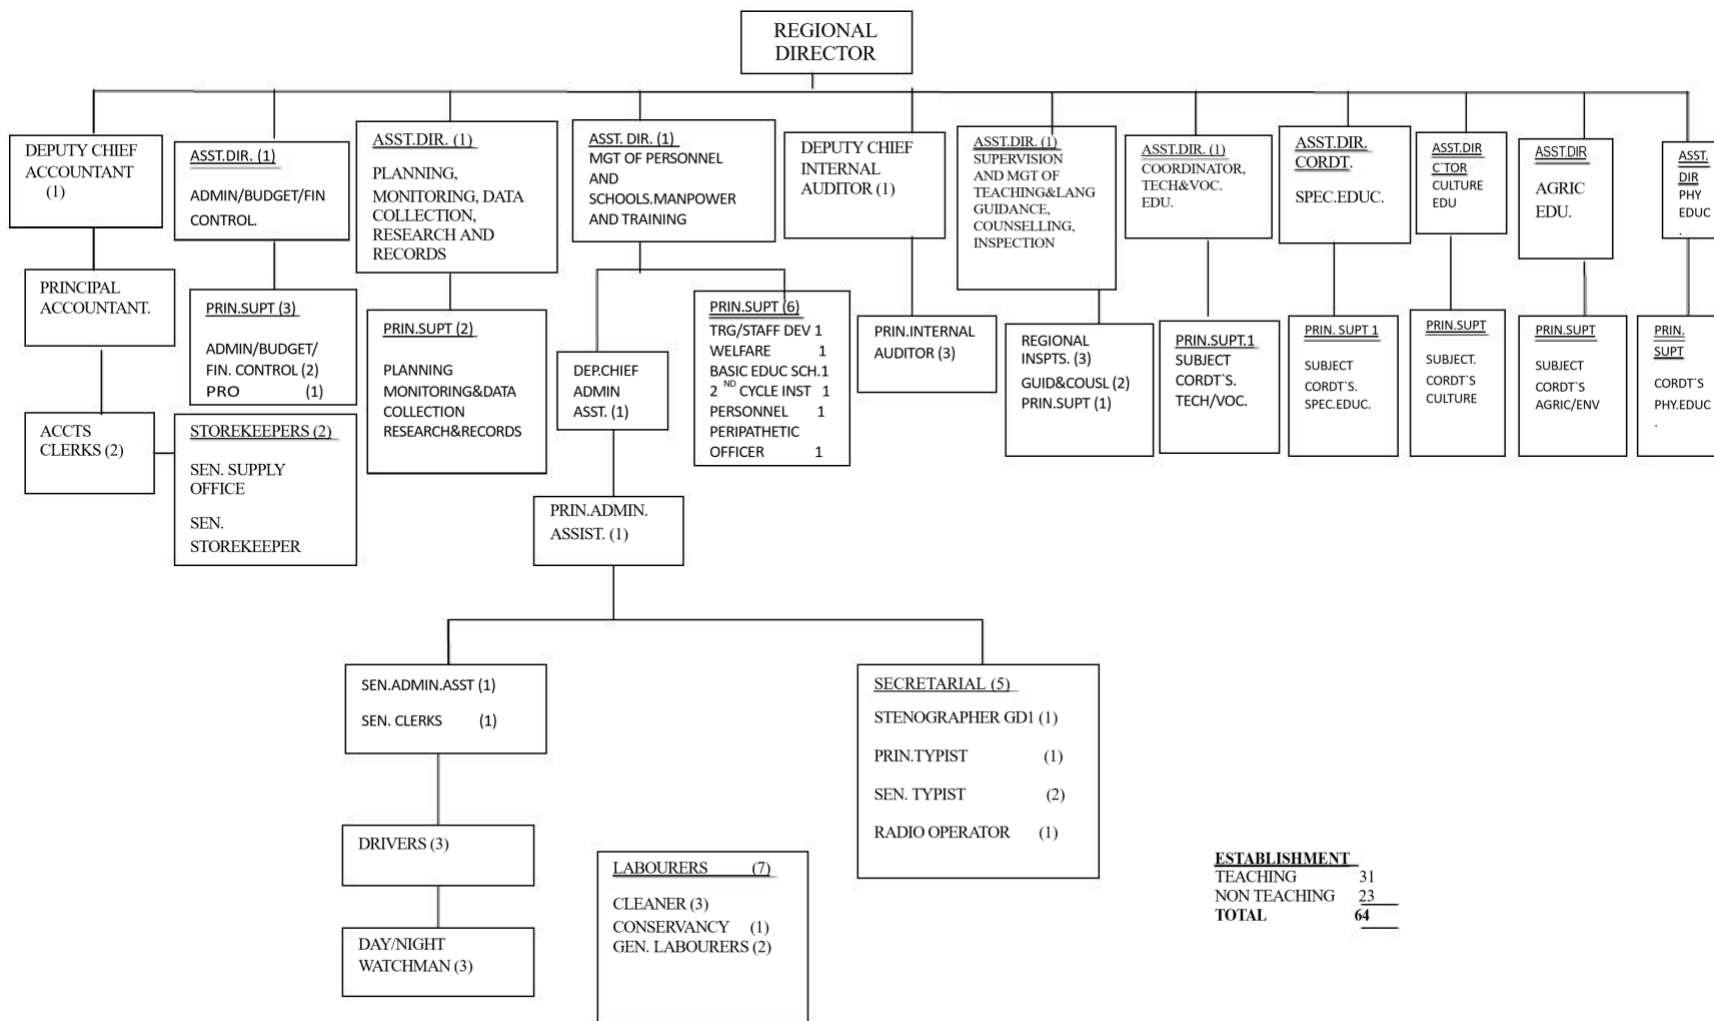 REGIONAL
DIRECTOR
DEPUTY CHIEF
ACCOUNTANT
(1)
ASST.DIR. (1)
ADMIN/BUDGET/FIN
CONTROL.
ASST.DIR. (1)
PLANNING,
MONITORING, DATA
COLLECTION,
RESEARCH AND
RECORDS
ASST. DIR. (1)
MGT OF PERSONNEL
AND
SCHOOLS.MANPOWER
AND TRAINING
DEPUTY CHIEF
INTERNAL
AUDITOR (1)
ASST.DIR. (1)
SUPERVISION
AND MGT OF
TEACHING&LANG
GUIDANCE,
COUNSELLING,
INSPECTION
ASST.DIR. (1)
COORDINATOR,
TECH&VOC.
EDU.
ASST.DIR.
CORDT.
SPEC.EDUC.
ASST.DIR
C`TOR
CULTURE
EDU
ASST.DIR
AGRIC
EDU.
ASST.
DIR
PHY
EDUC
.
PRINCIPAL
ACCOUNTANT.
PRIN.SUPT (3)
ADMIN/BUDGET/
FIN. CONTROL (2)
PRO (1)
PRIN.SUPT (2)
PLANNING
MONITORING&DATA
COLLECTION
RESEARCH&RECORDS
DEP.CHIEF
ADMIN
ASST. (1)
PRIN.SUPT (6)
TRG/STAFF DEV 1
WELFARE 1
BASIC EDUC SCH.1
2 ND CYCLE INST 1
PERSONNEL 1
PERIPATHETIC
OFFICER 1
PRIN.INTERNAL
AUDITOR (3)
REGIONAL
INSPTS. (3)
GUID&COUSL (2)
PRIN.SUPT (1)
PRIN.SUPT.1
SUBJECT
CORDT`S.
TECH/VOC.
PRIN. SUPT 1
SUBJECT
CORDT`S.
SPEC.EDUC.
PRIN.SUPT
SUBJECT.
CORDT`S
CULTURE
PRIN.SUPT
SUBJECT
CORDT`S
AGRIC/ENV
PRIN.
SUPT
CORDT`S
PHY.EDUC
.
ACCTS
CLERKS (2)
STOREKEEPERS (2)
SEN. SUPPLY
OFFICE
SEN.
STOREKEEPER
PRIN.ADMIN.
ASSIST. (1)
SEN.ADMIN.ASST (1)
SEN. CLERKS (1)
SECRETARIAL (5)
STENOGRAPHER GD1 (1)
PRIN.TYPIST (1)
SEN. TYPIST (2)
RADIO OPERATOR (1)
DRIVERS (3)
DAY/NIGHT
WATCHMAN (3)
LABOURERS (7)
CLEANER (3)
CONSERVANCY (1)
GEN. LABOURERS (2)
ESTABLISHMENT
TEACHING 31
NON TEACHING 23
TOTAL 64